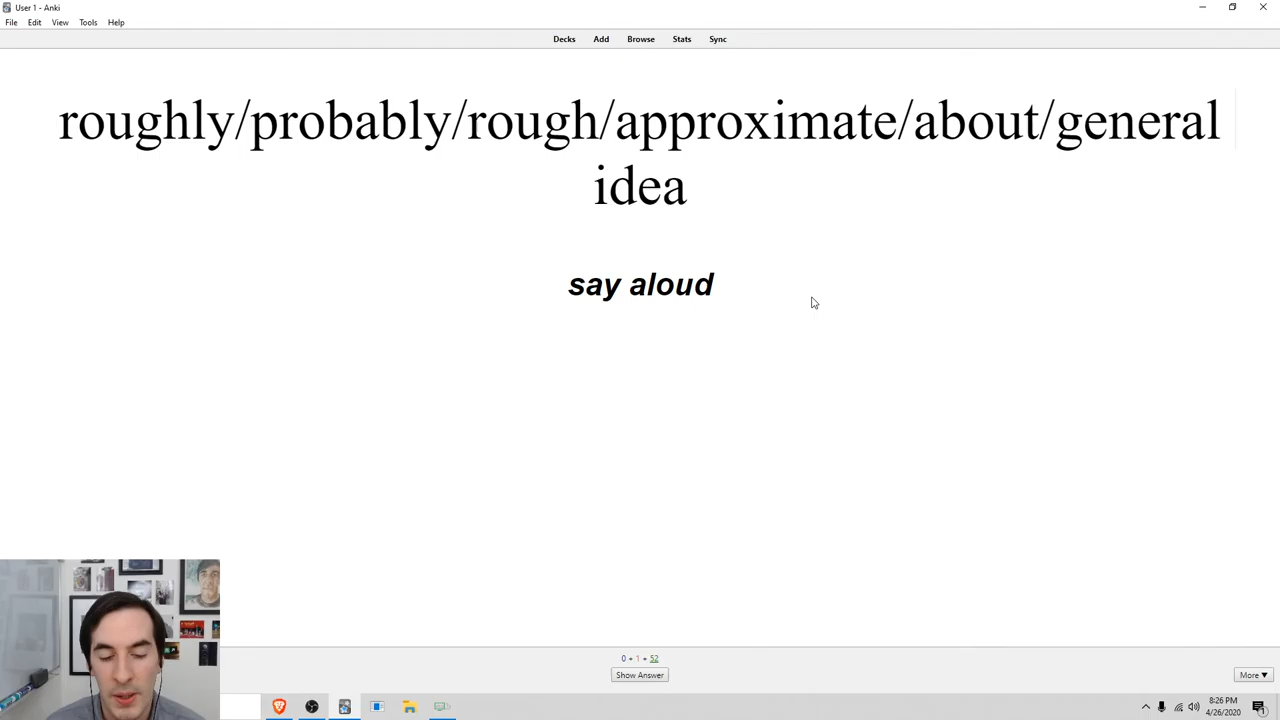 User 1 - Anki
File Edit View Tools Help
Decks Add Browse Stats Sync
roughly/probably/rough/approximate/about/general
idea
say aloud
0 + 1 + 52
Show Answer
More ▼
8:26 PM
4/26/2020